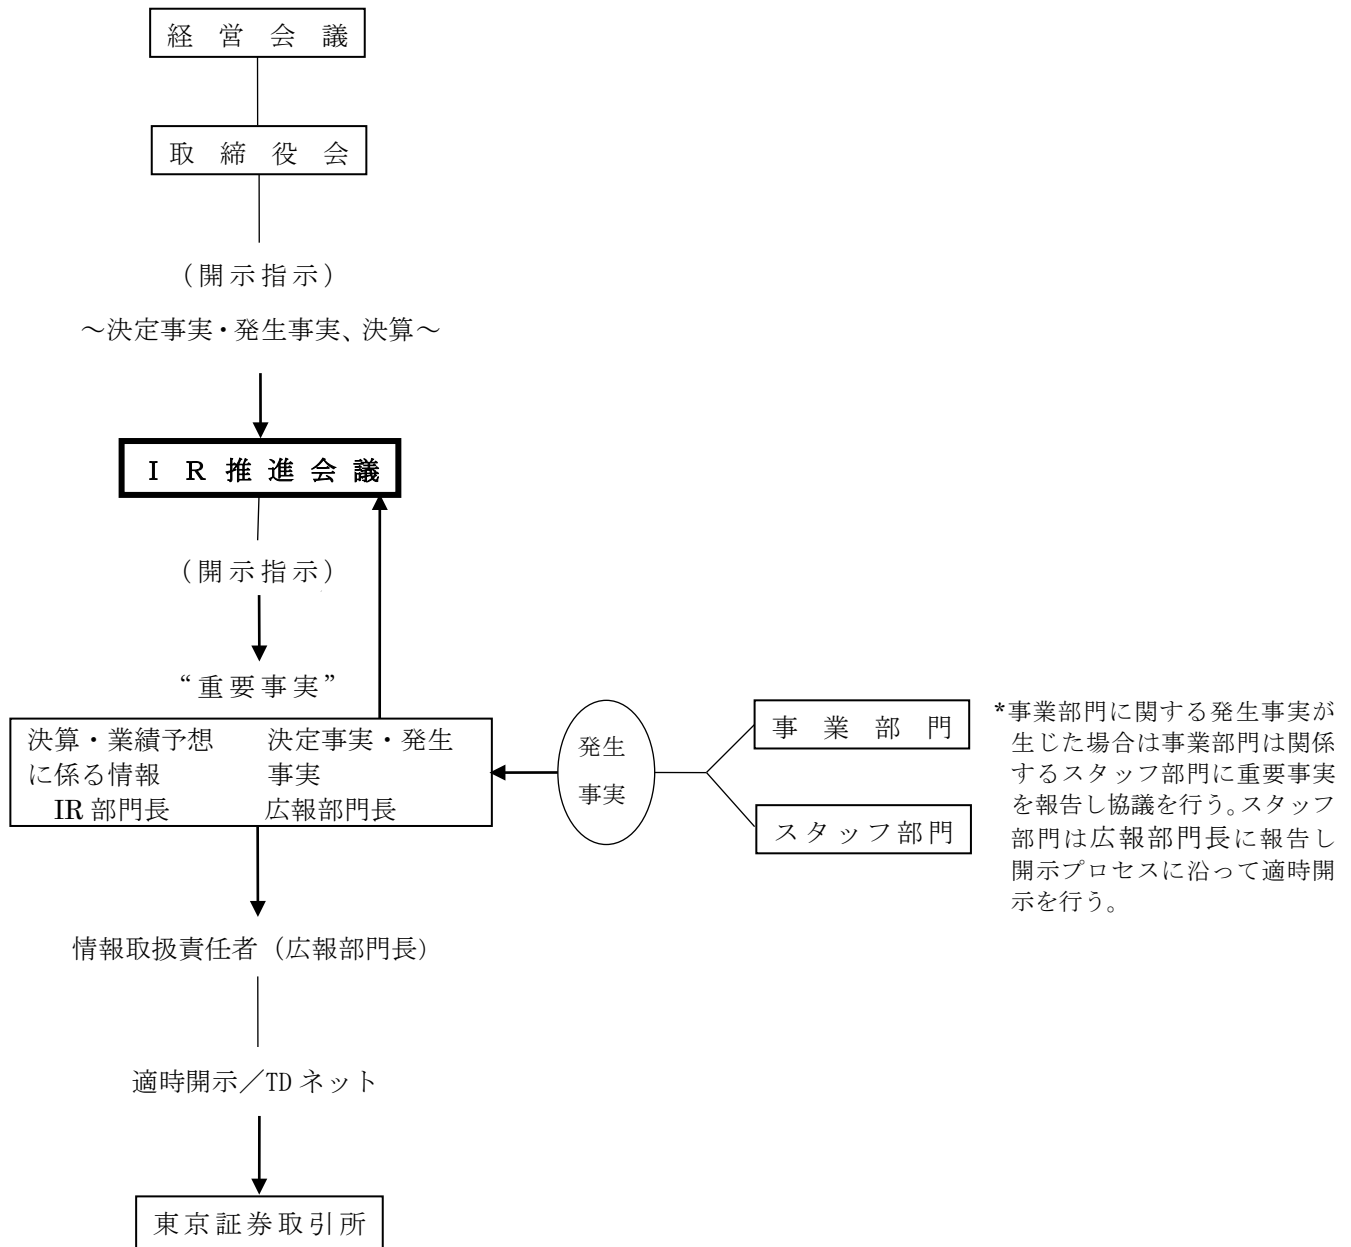 経営会議
取締役会
(開示指示)
～決定事実・発生事実、決算～
ＩＲ推進会議
(開示指示)
“重要事実”
決算・業績予想
に係る情報
IR 部門長
決定事実・発生
事実
広報部門長
発生
事実
事業部門
スタッフ部門
*事業部門に関する発生事実が
生じた場合は事業部門は関係
するスタッフ部門に重要事実
を報告し協議を行う。スタッフ
部門は広報部門長に報告し
開示プロセスに沿って適時開
示を行う。
情報取扱責任者（広報部門長）
適時開示／TD ネット
東京証券取引所